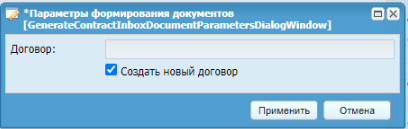 *Параметры формирования документов
[GenerateContractInboxDocumentParametersDialogWindow]
Договор:
Создать новый договор
Применить Отмена